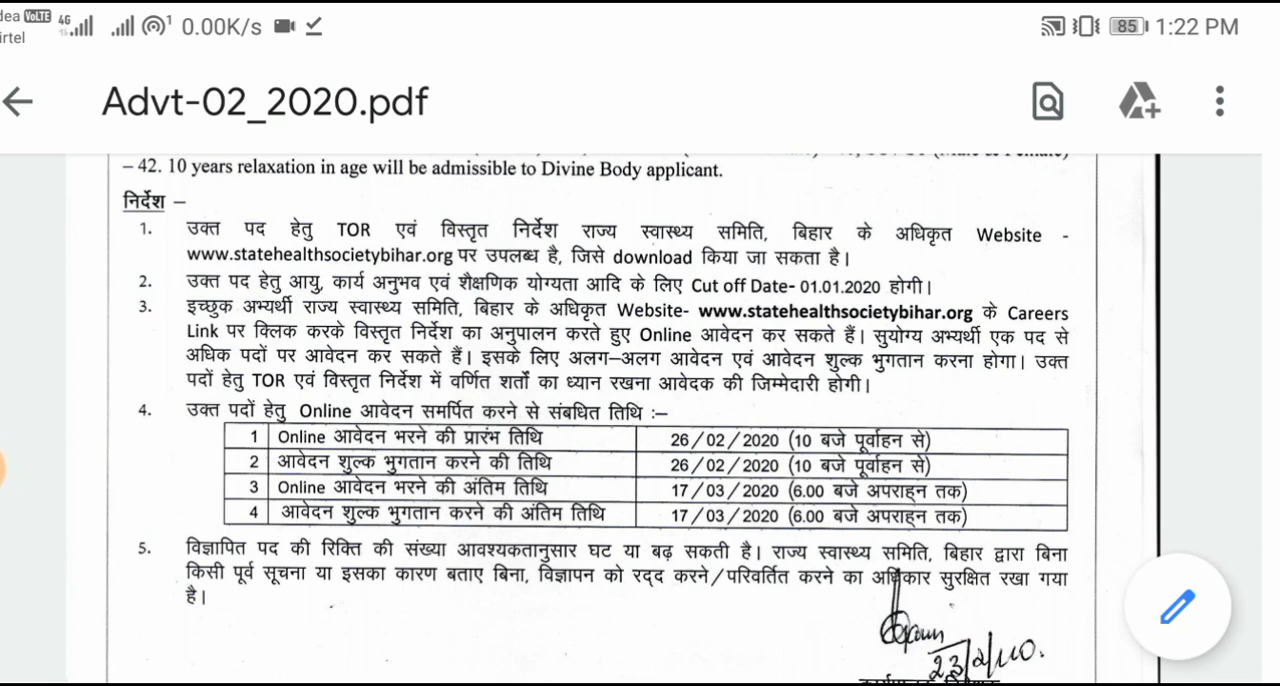 dea VoLTE 4G 1 0.00K/s 85 1:22 PM
irtel
Advt-02_2020.pdf
– 42. 10 years relaxation in age will be admissible to Divine Body applicant.
निर्देश –
1. उक्त पद हेतु TOR एवं विस्तृत निर्देश राज्य स्वास्थ्य समिति, बिहार के अधिकृत Website -
www.statehealthsocietybihar.org पर उपलब्ध है, जिसे download किया जा सकता है।
2. उक्त पद हेतु आयु, कार्य अनुभव एवं शैक्षणिक योग्यता आदि के लिए Cut off Date- 01.01.2020 होगी।
3. इच्छुक अभ्यर्थी राज्य स्वास्थ्य समिति, बिहार के अधिकृत Website- www.statehealthsocietybihar.org के Careers
Link पर क्लिक करके विस्तृत निर्देश का अनुपालन करते हुए Online आवेदन कर सकते हैं। सुयोग्य अभ्यर्थी एक पद से
अधिक पदों पर आवेदन कर सकते हैं। इसके लिए अलग–अलग आवेदन एवं आवेदन शुल्क भुगतान करना होगा। उक्त
पदों हेतु TOR एवं विस्तृत निर्देश में वर्णित शर्तों का ध्यान रखना आवेदक की जिम्मेदारी होगी।
4. उक्त पदों हेतु Online आवेदन समर्पित करने से संबधित तिथि :–
1 Online आवेदन भरने की प्रारंभ तिथि 26/02/2020 (10 बजे पूर्वाहन से)
2 आवेदन शुल्क भुगतान करने की तिथि 26/02/2020 (10 बजे पूर्वाहन से)
3 Online आवेदन भरने की अंतिम तिथि 17/03/2020 (6.00 बजे अपराहन तक)
4 आवेदन शुल्क भुगतान करने की अंतिम तिथि 17/03/2020 (6.00 बजे अपराहन तक)
5. विज्ञापित पद की रिक्ति की संख्या आवश्यकतानुसार घट या बढ़ सकती है। राज्य स्वास्थ्य समिति, बिहार द्वारा बिना
किसी पूर्व सूचना या इसका कारण बताए बिना, विज्ञापन को रद्द करने/परिवर्तित करने का अधिकार सुरक्षित रखा गया
है।